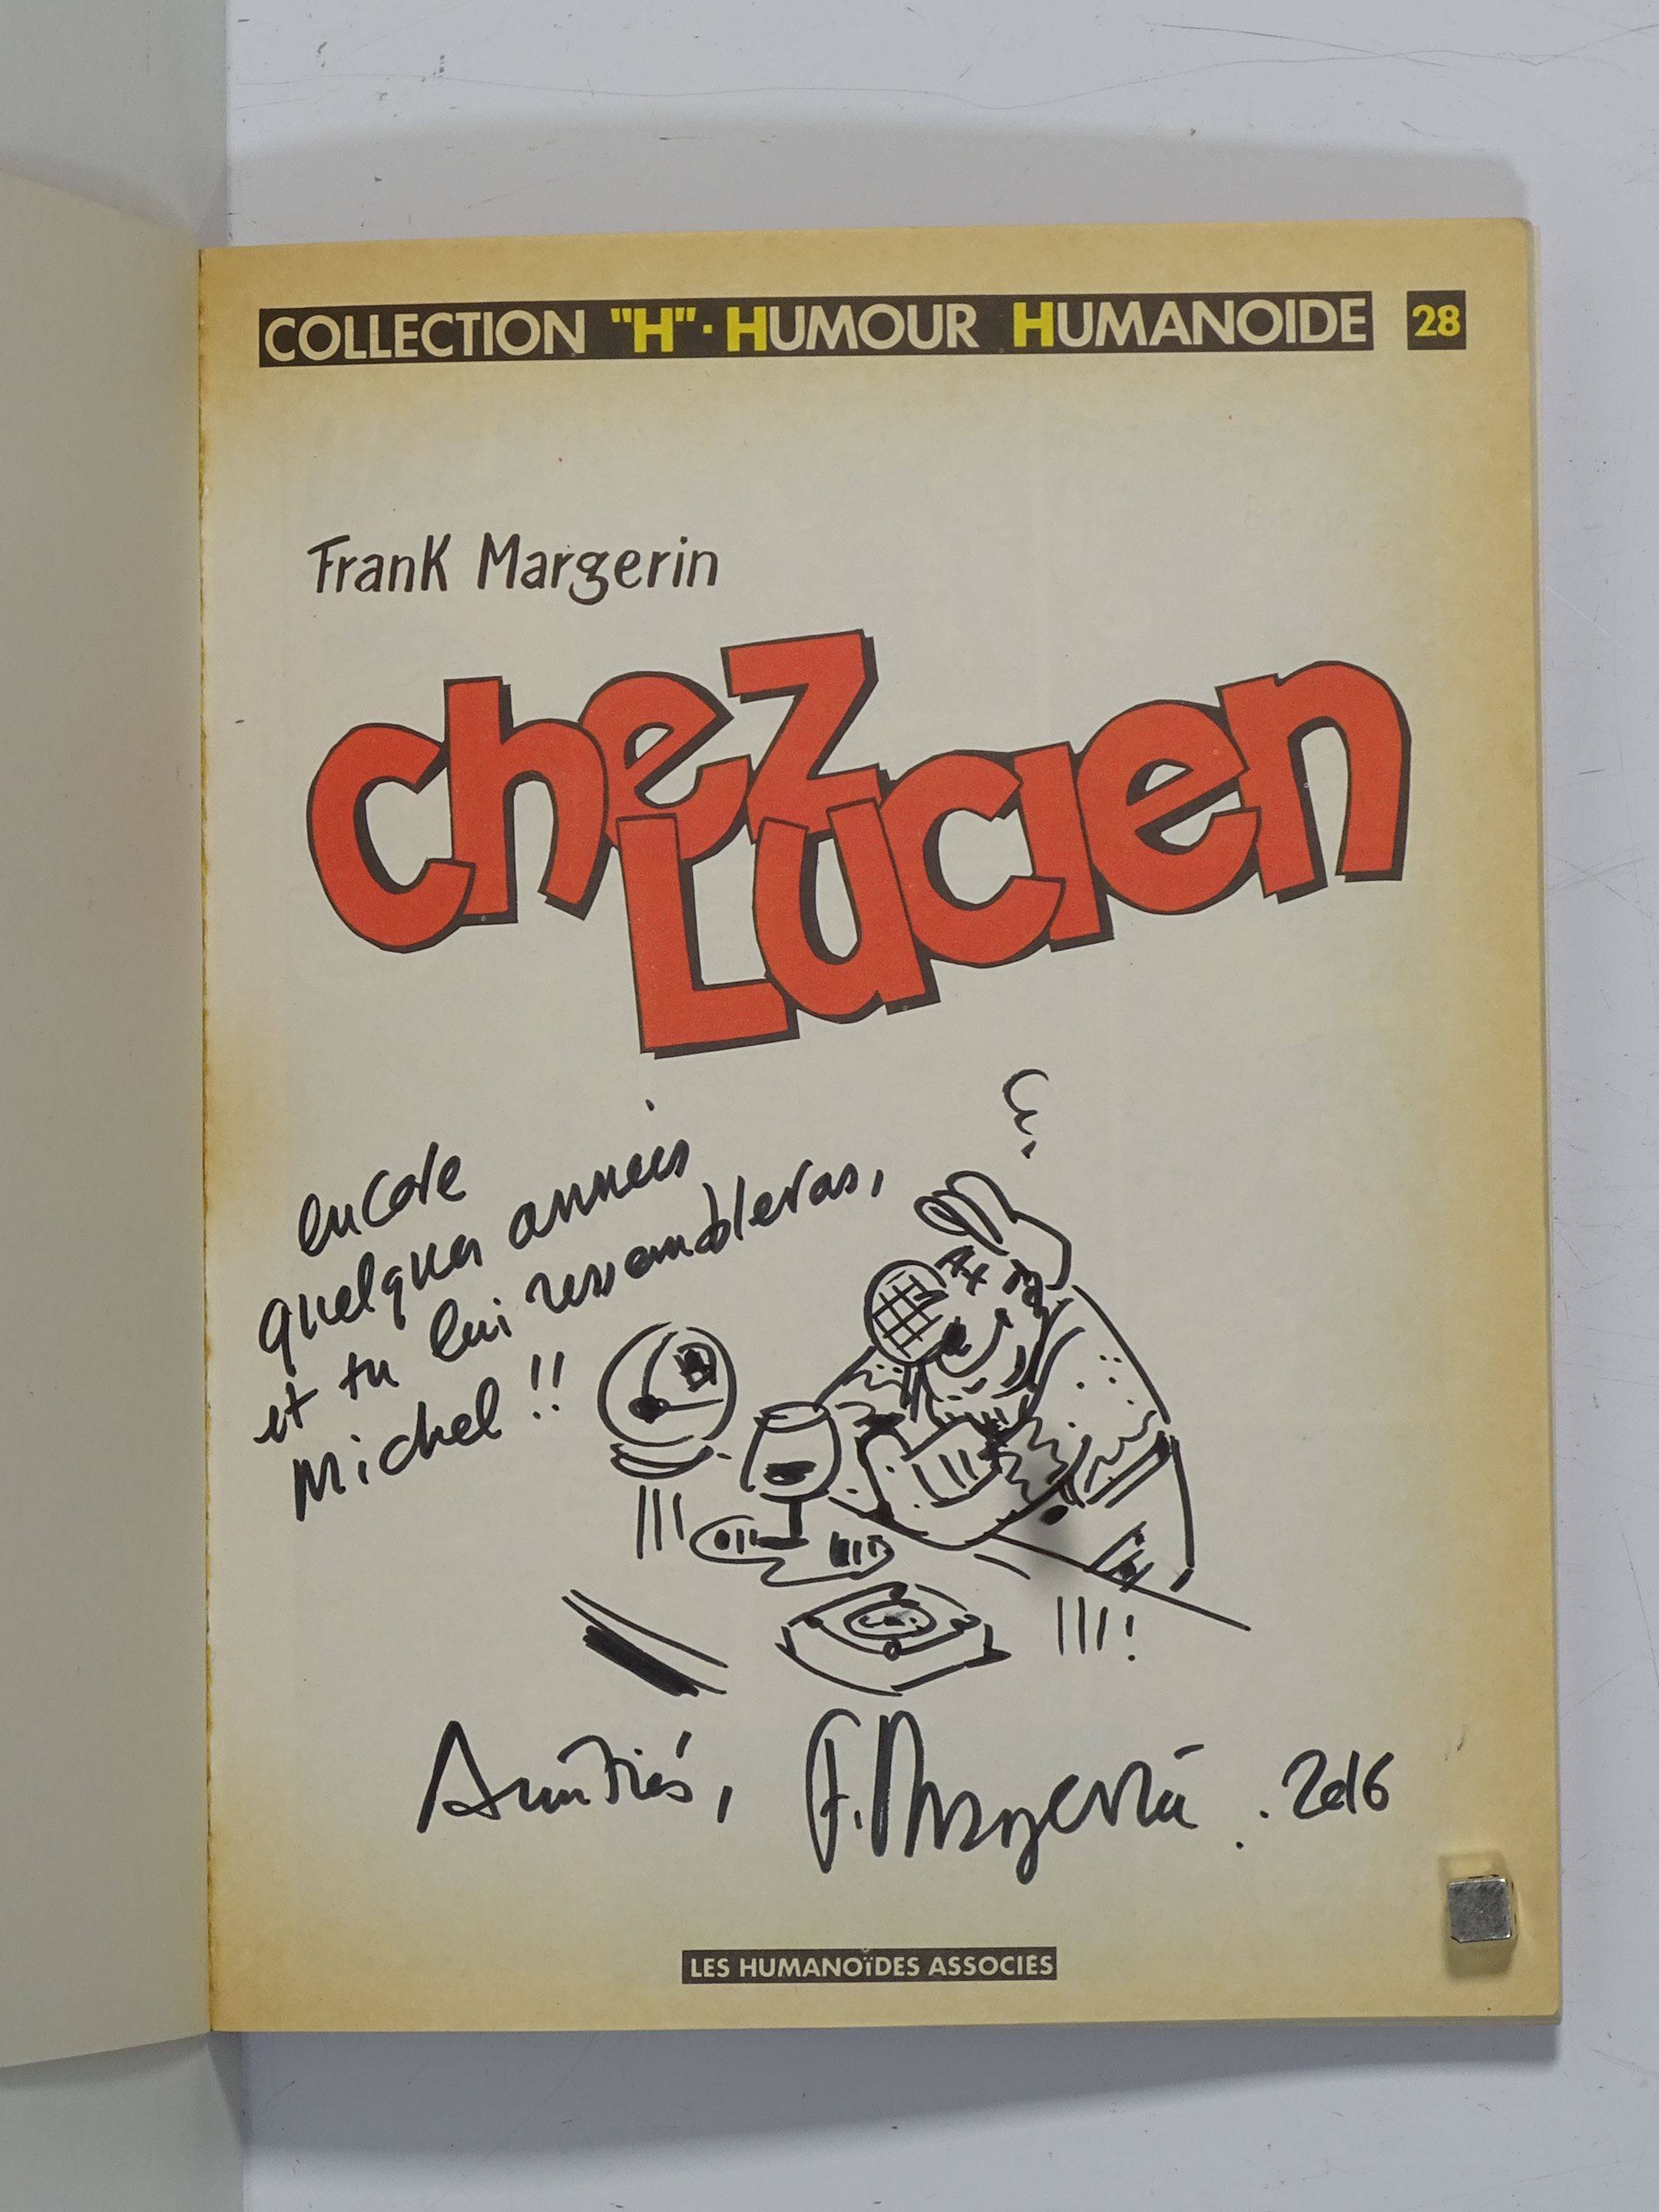 COLLECTION "H"·HUMOUR HUMANOIDE 28
Frank Margerin
chez
Lucien
encore
quelques années
et tu lui ressembleras,
Michel !!
Amitiés, F. Margerin . 2016
LES HUMANOïDES ASSOCIÉS